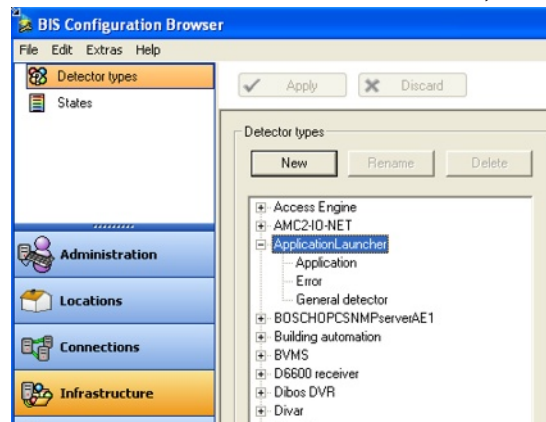 BIS Configuration Browser
File Edit Extras Help
Detector types
States
Administration
Locations
Connections
Infrastructure
Apply Discard
Detector types
New Rename Delete
Access Engine
AMC2-IO-NET
ApplicationLauncher
Application
Error
General detector
BOSCHOPCSNMPserverAE1
Building automation
BVMS
D6600 receiver
Dibos DVR
Divar